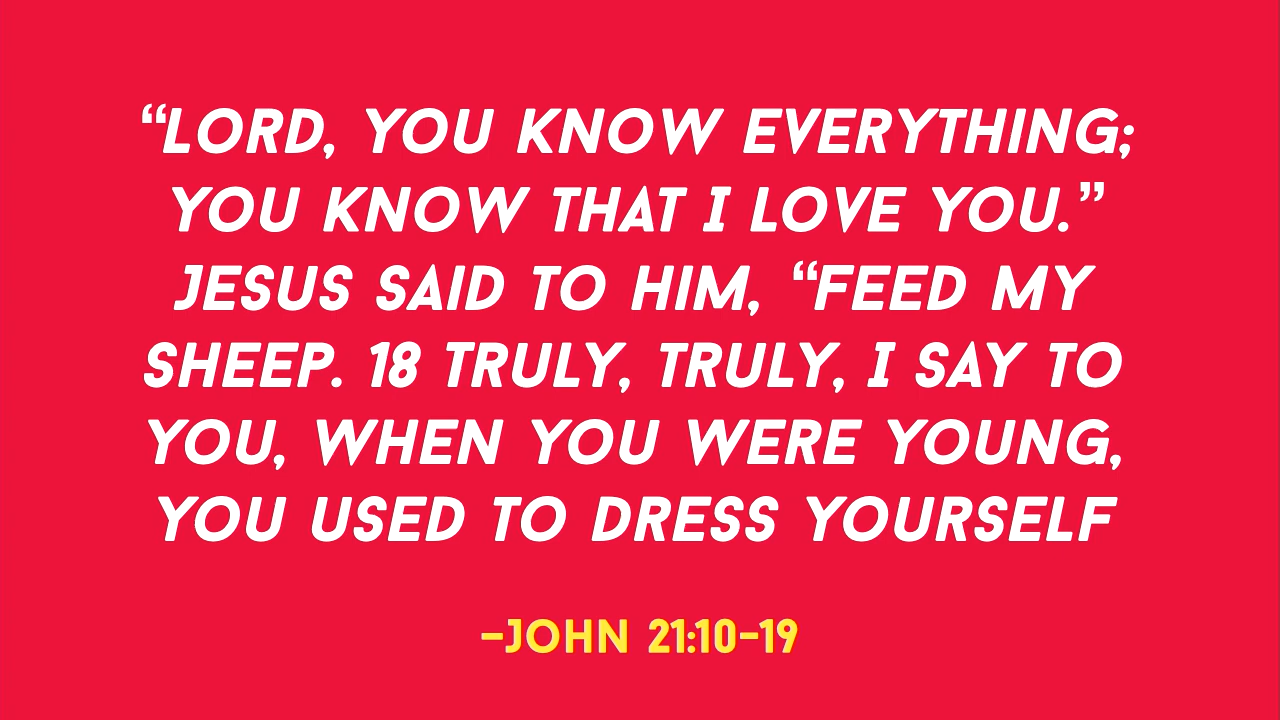 “LORD, YOU KNOW EVERYTHING;
YOU KNOW THAT I LOVE YOU.”
JESUS SAID TO HIM, “FEED MY
SHEEP. 18 TRULY, TRULY, I SAY TO
YOU, WHEN YOU WERE YOUNG,
YOU USED TO DRESS YOURSELF
–JOHN 21:10-19